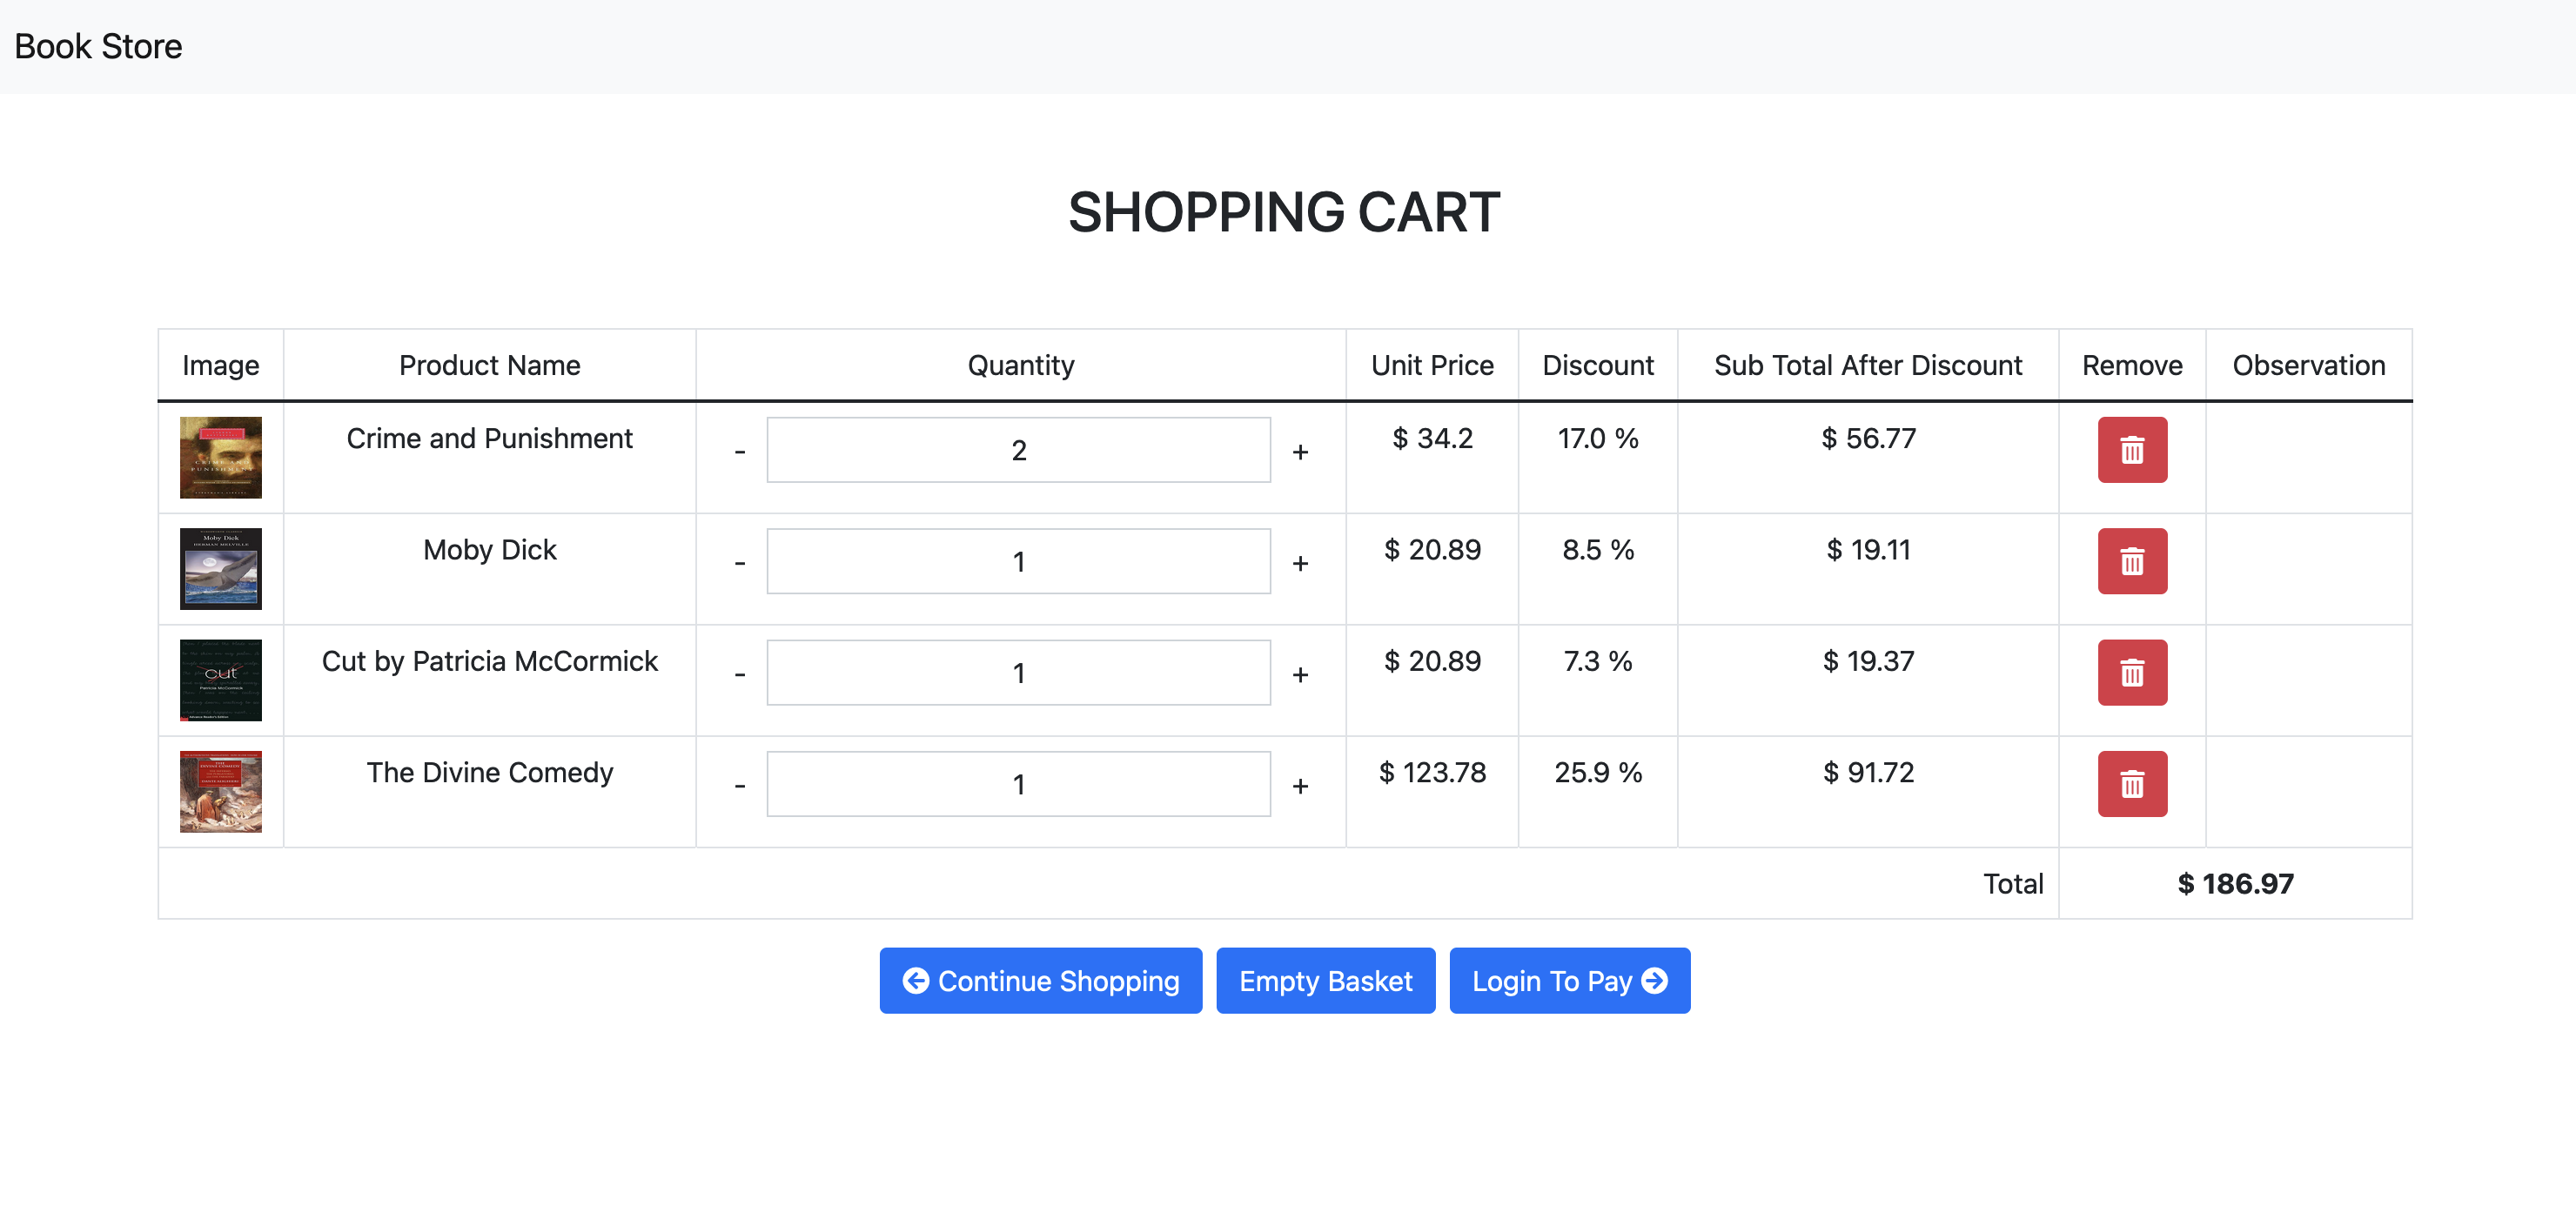 Book Store
SHOPPING CART
Image Product Name Quantity Unit Price Discount Sub Total After Discount Remove Observation
Crime and Punishment - 2 + $ 34.2 17.0 % $ 56.77
Moby Dick
Moby Dick - 1 + $ 20.89 8.5 % $ 19.11
cut
Patricia McCormick
Cut by Patricia McCormick - 1 + $ 20.89 7.3 % $ 19.37
The Divine Comedy - 1 + $ 123.78 25.9 % $ 91.72
Total $ 186.97
Continue Shopping Empty Basket Login To Pay